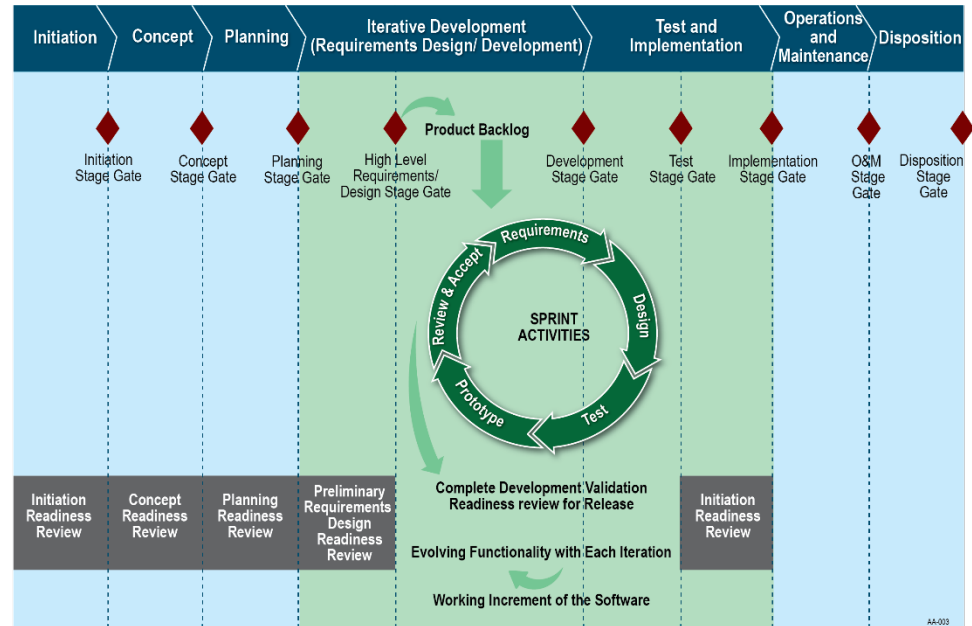 Initiation
Concept
Planning
Iterative Development
(Requirements Design/ Development)
Test and
Implementation
Operations
and
Maintenance
Disposition
Initiation
Stage Gate
Concept
Stage Gate
Planning
Stage Gate
High Level
Requirements/
Design Stage Gate
Product Backlog
Development
Stage Gate
Test
Stage Gate
Implementation
Stage Gate
O&M
Stage
Gate
Disposition
Stage
Gate
Requirements
Design
Test
Prototype
Review & Accept
SPRINT
ACTIVITIES
Initiation
Readiness
Review
Concept
Readiness
Review
Planning
Readiness
Review
Preliminary
Requirements
Design
Readiness
Review
Complete Development Validation
Readiness review for Release
Evolving Functionality with Each Iteration
Working Increment of the Software
Initiation
Readiness
Review
AA-003